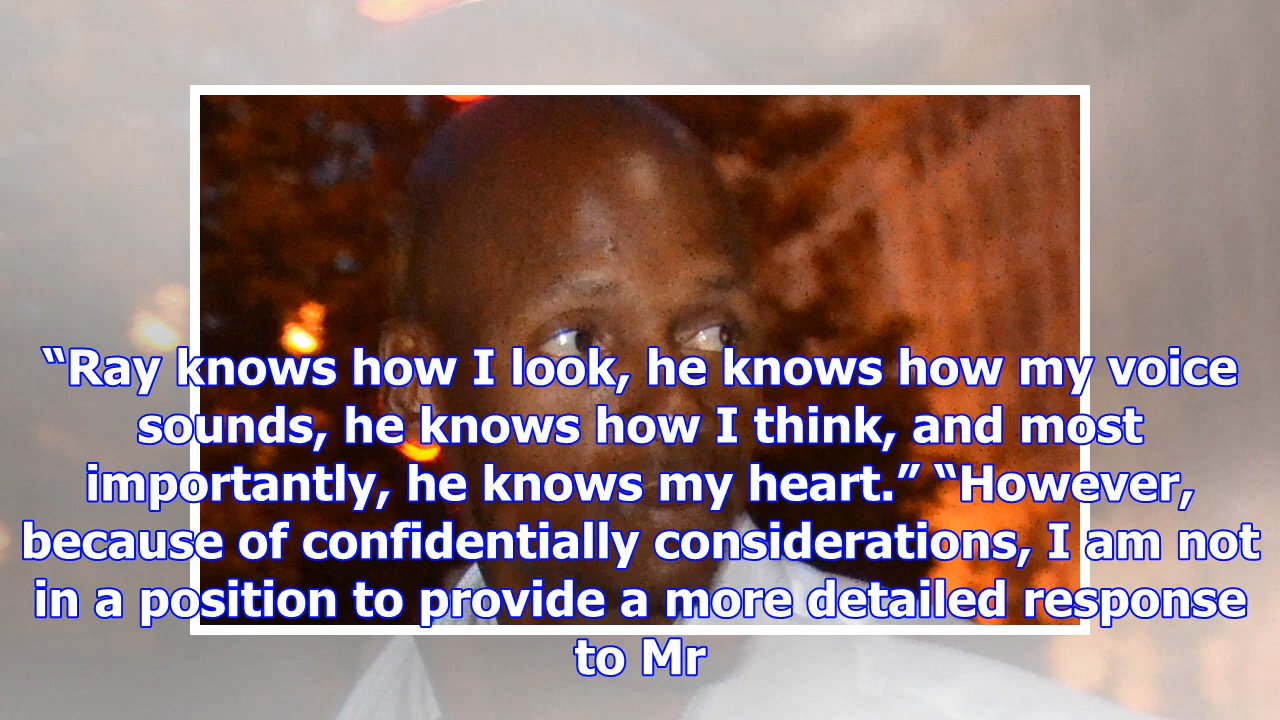 “Ray knows how I look, he knows how my voice
sounds, he knows how I think, and most
importantly, he knows my heart.” “However,
because of confidentially considerations, I am not
in a position to provide a more detailed response
to Mr